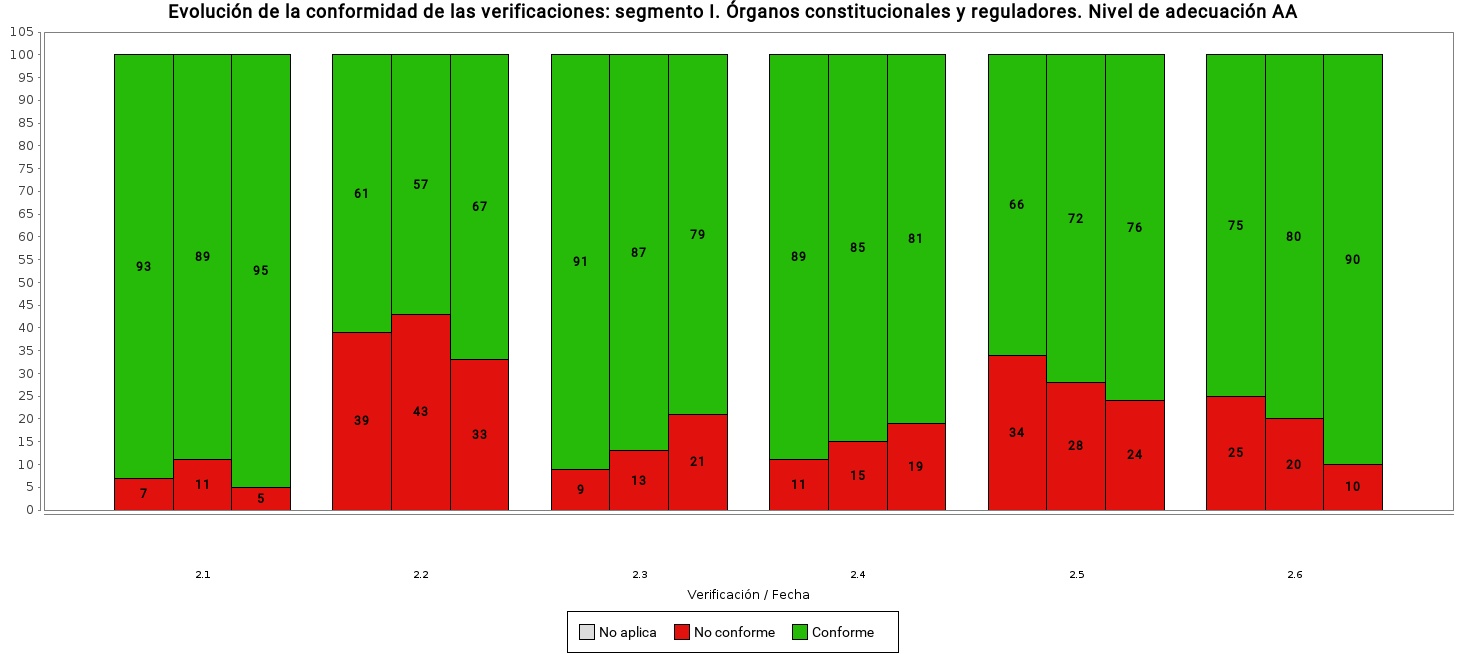 Evolución de la conformidad de las verificaciones: segmento I. Órganos constitucionales y reguladores. Nivel de adecuación AA
105
100
95
90
85
80
75
70
65
60
55
50
45
40
35
30
25
20
15
10
5
0
93 89 95
7 11 5
61 57 67
39 43 33
91 87 79
9 13 21
89 85 81
11 15 19
66 72 76
34 28 24
75 80 90
25 20 10
2.1 2.2 2.3 2.4 2.5 2.6
Verificación / Fecha
No aplica No conforme Conforme